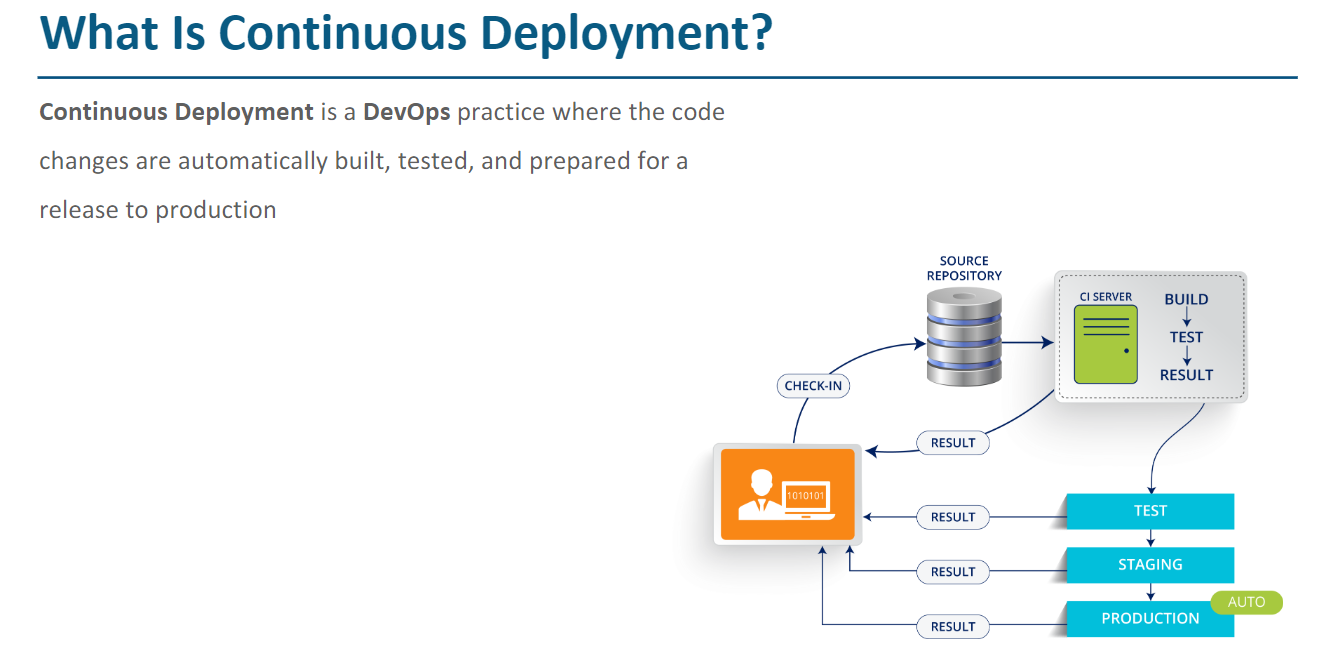 What Is Continuous Deployment?
Continuous Deployment is a DevOps practice where the code
changes are automatically built, tested, and prepared for a
release to production
SOURCE
REPOSITORY
CI SERVER
BUILD
TEST
RESULT
CHECK-IN
RESULT
1010101
RESULT
TEST
RESULT
STAGING
AUTO
RESULT
PRODUCTION